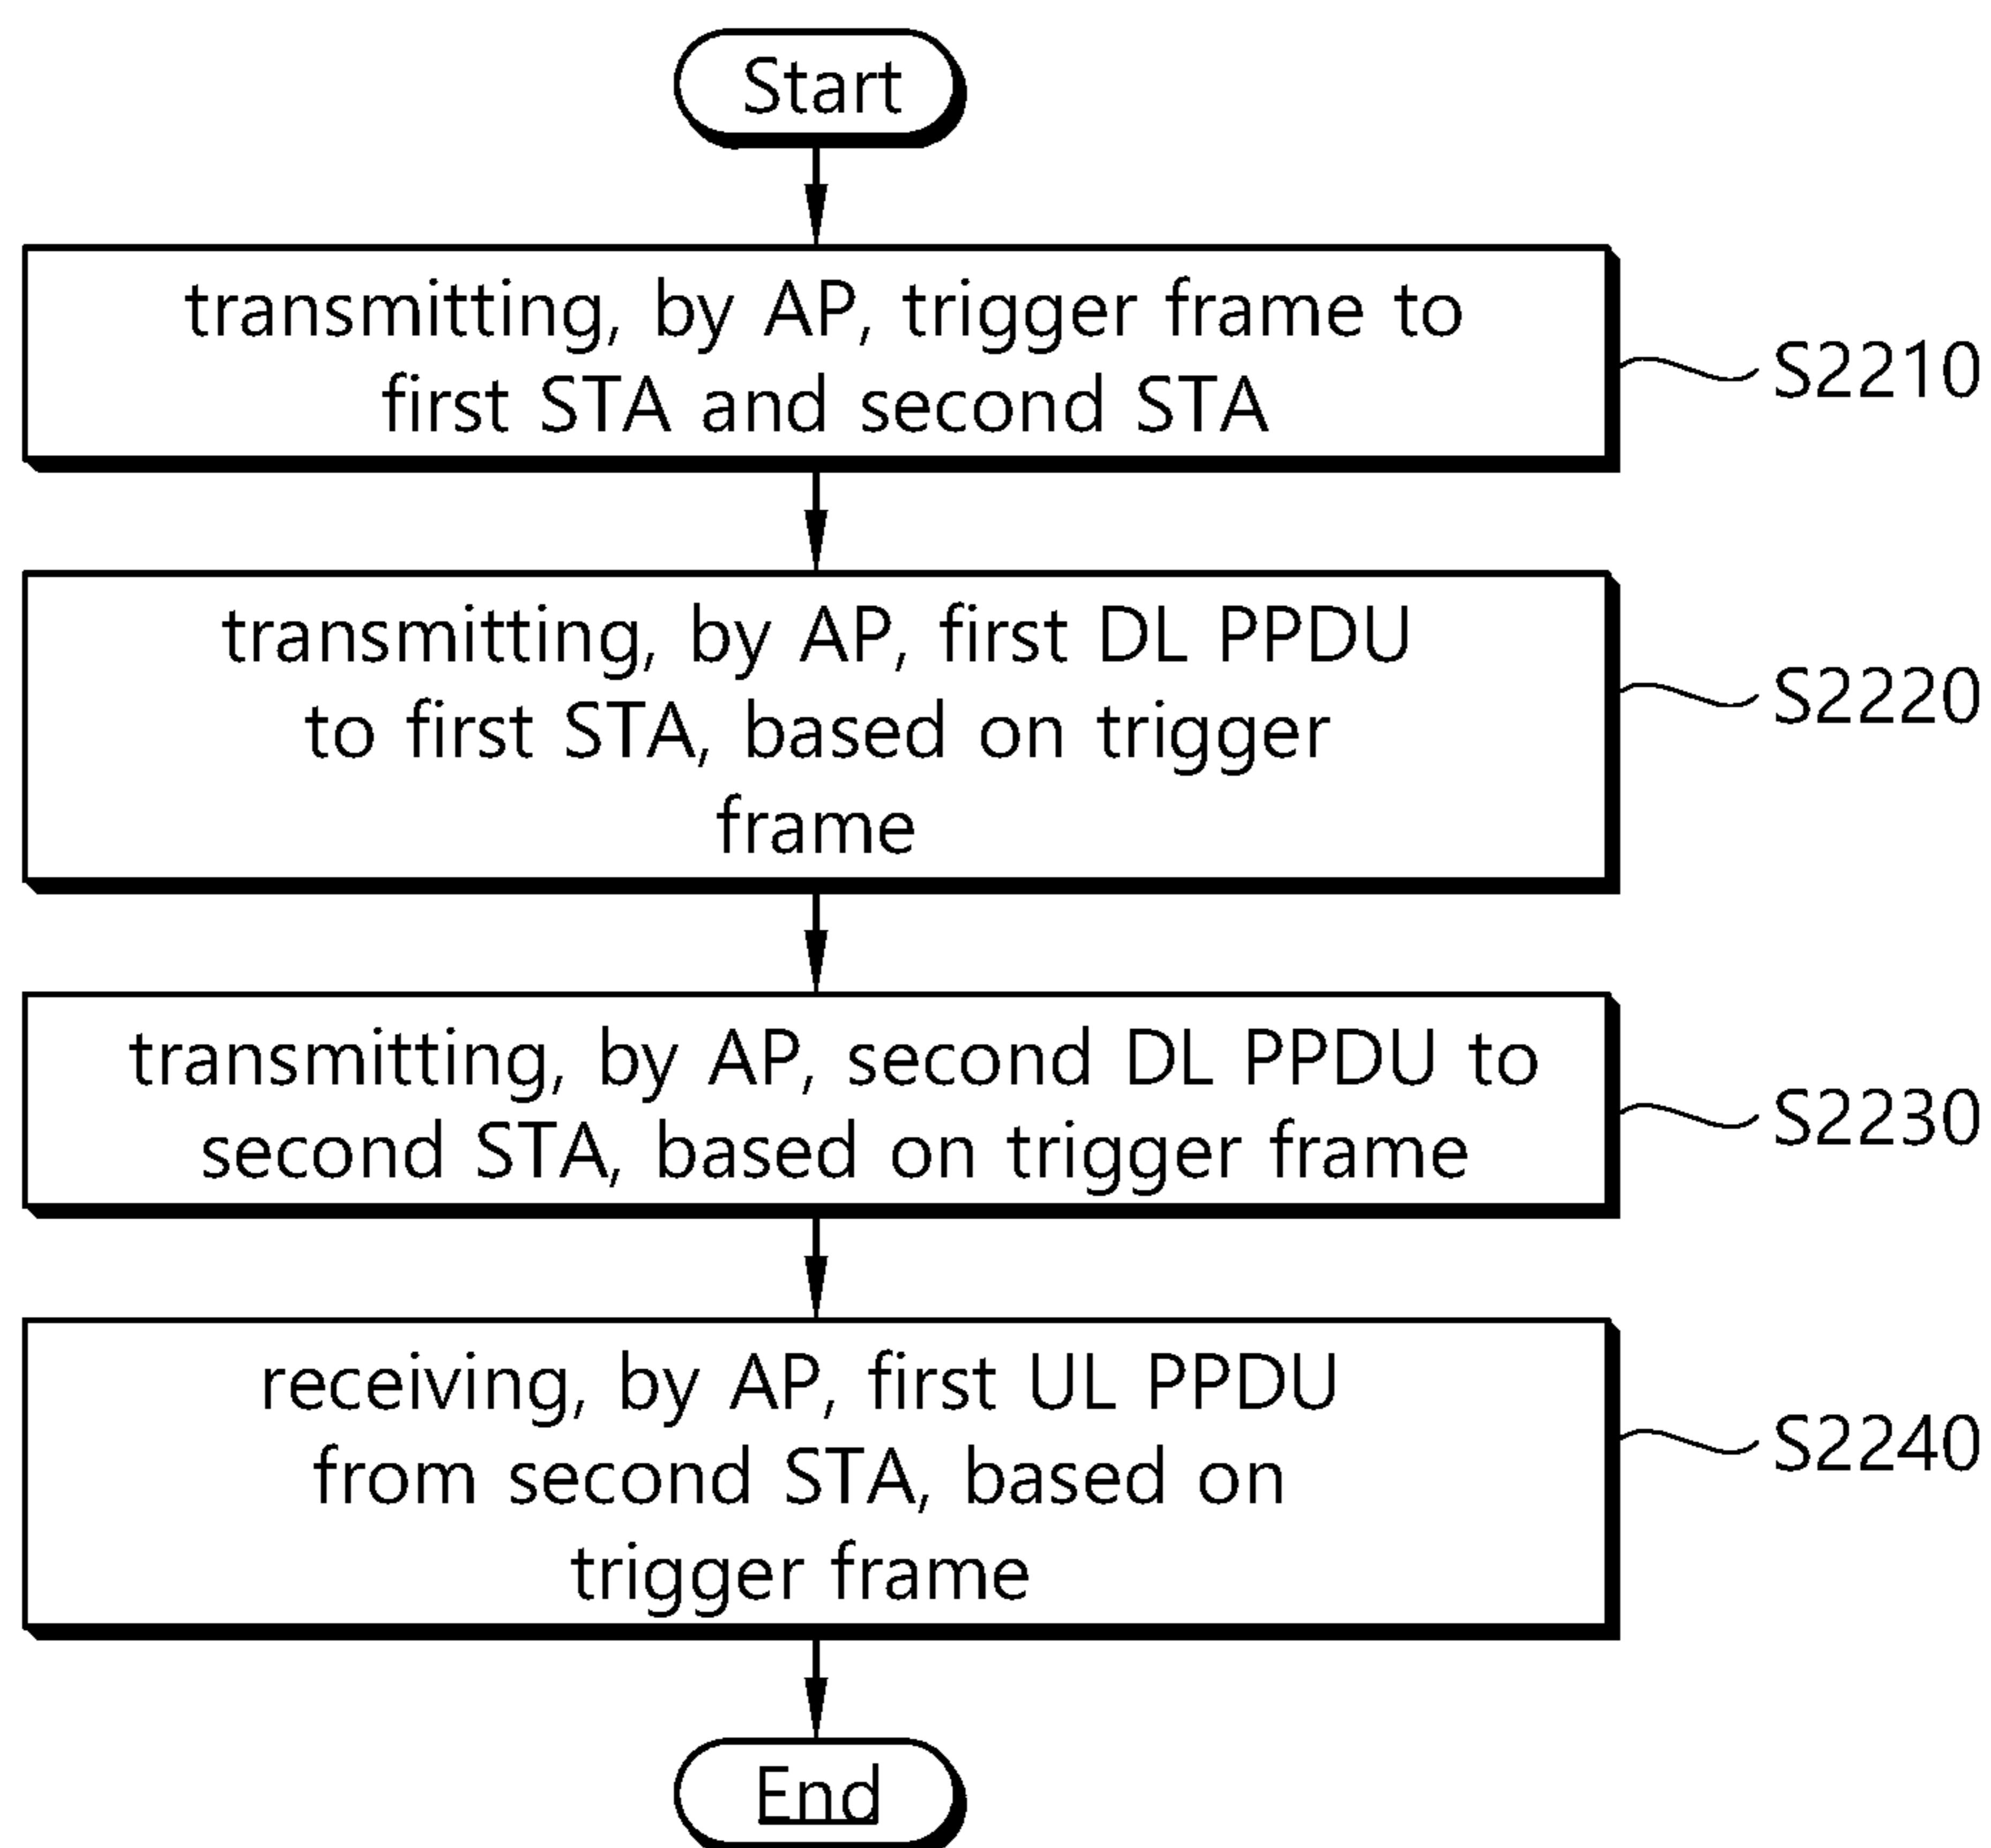 Start
transmitting, by AP, trigger frame to
first STA and second STA
S2210
transmitting, by AP, first DL PPDU
to first STA, based on trigger
frame
S2220
transmitting, by AP, second DL PPDU to
second STA, based on trigger frame
S2230
receiving, by AP, first UL PPDU
from second STA, based on
trigger frame
S2240
End